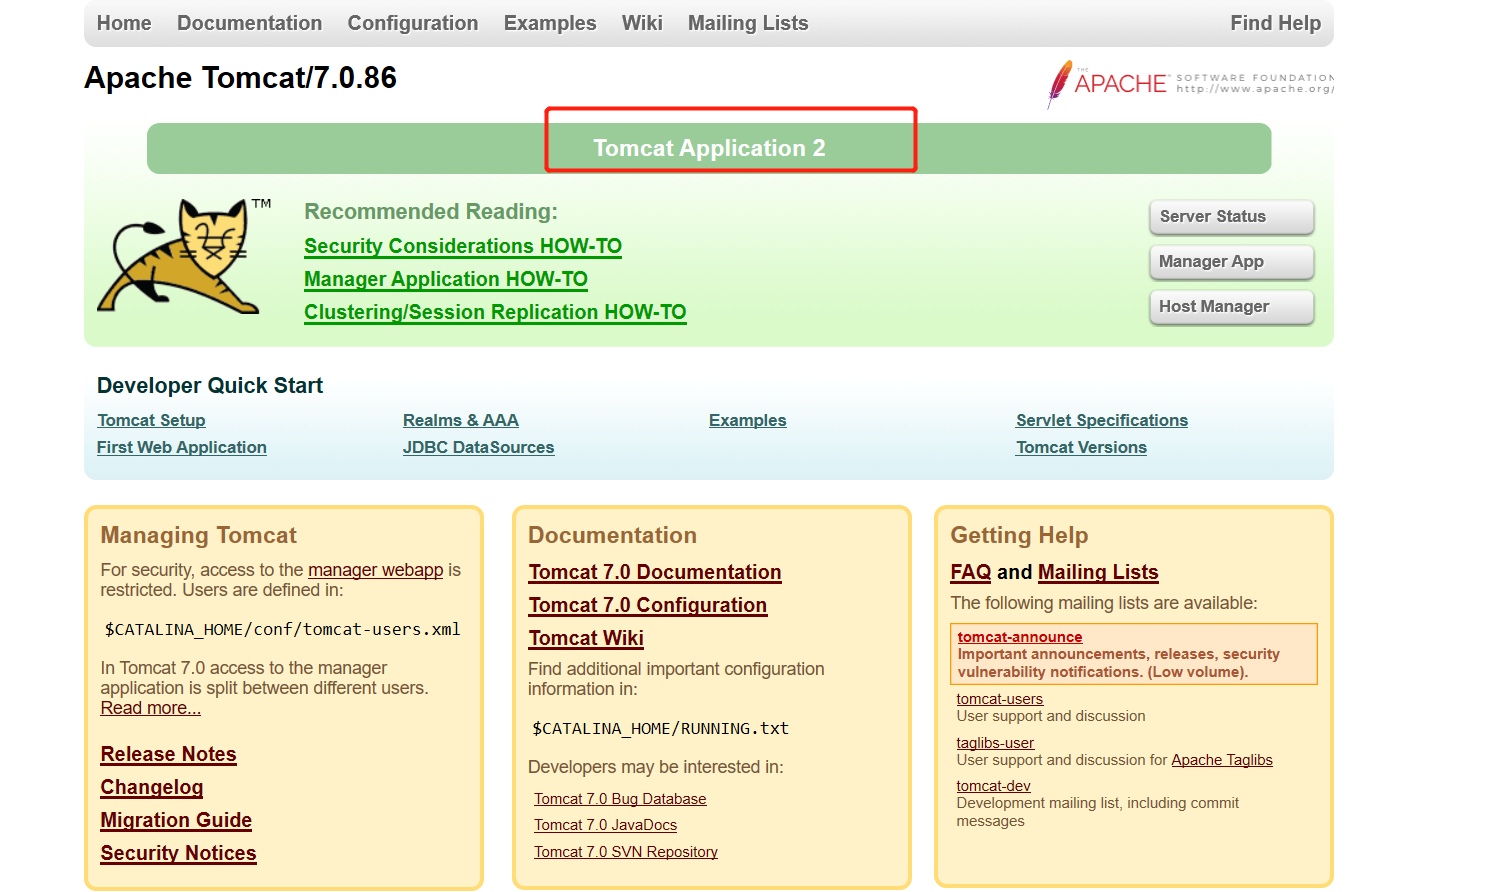 Home Documentation Configuration Examples Wiki Mailing Lists Find Help
Apache Tomcat/7.0.86
THE
APACHE™ SOFTWARE FOUNDATION
http://www.apache.org/
Tomcat Application 2
TM
Recommended Reading:
Security Considerations HOW-TO
Manager Application HOW-TO
Clustering/Session Replication HOW-TO
Server Status
Manager App
Host Manager
Developer Quick Start
Tomcat Setup
First Web Application
Realms & AAA
JDBC DataSources
Examples
Servlet Specifications
Tomcat Versions
Managing Tomcat
For security, access to the manager webapp is
restricted. Users are defined in:
$CATALINA_HOME/conf/tomcat-users.xml
In Tomcat 7.0 access to the manager
application is split between different users.
Read more...
Release Notes
Changelog
Migration Guide
Security Notices
Documentation
Tomcat 7.0 Documentation
Tomcat 7.0 Configuration
Tomcat Wiki
Find additional important configuration
information in:
$CATALINA_HOME/RUNNING.txt
Developers may be interested in:
Tomcat 7.0 Bug Database
Tomcat 7.0 JavaDocs
Tomcat 7.0 SVN Repository
Getting Help
FAQ and Mailing Lists
The following mailing lists are available:
tomcat-announce
Important announcements, releases, security
vulnerability notifications. (Low volume).
tomcat-users
User support and discussion
taglibs-user
User support and discussion for Apache Taglibs
tomcat-dev
Development mailing list, including commit
messages